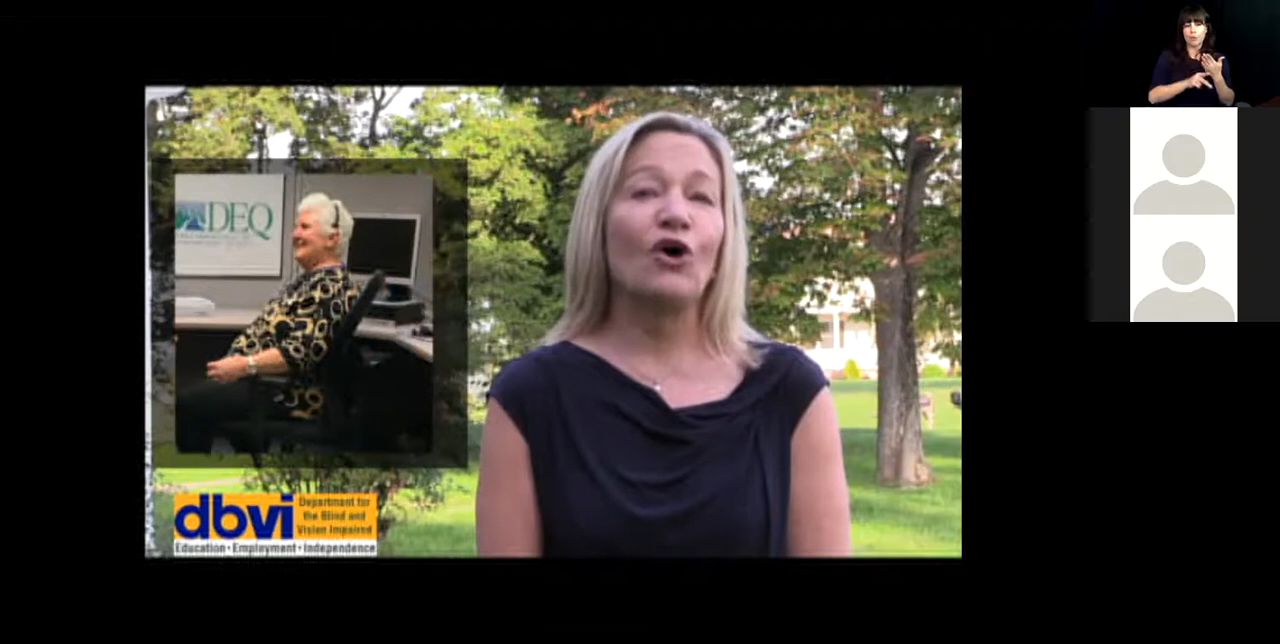 DEQ
dbvi
Department for
the Blind and
Vision Impaired
Education · Employment · Independence